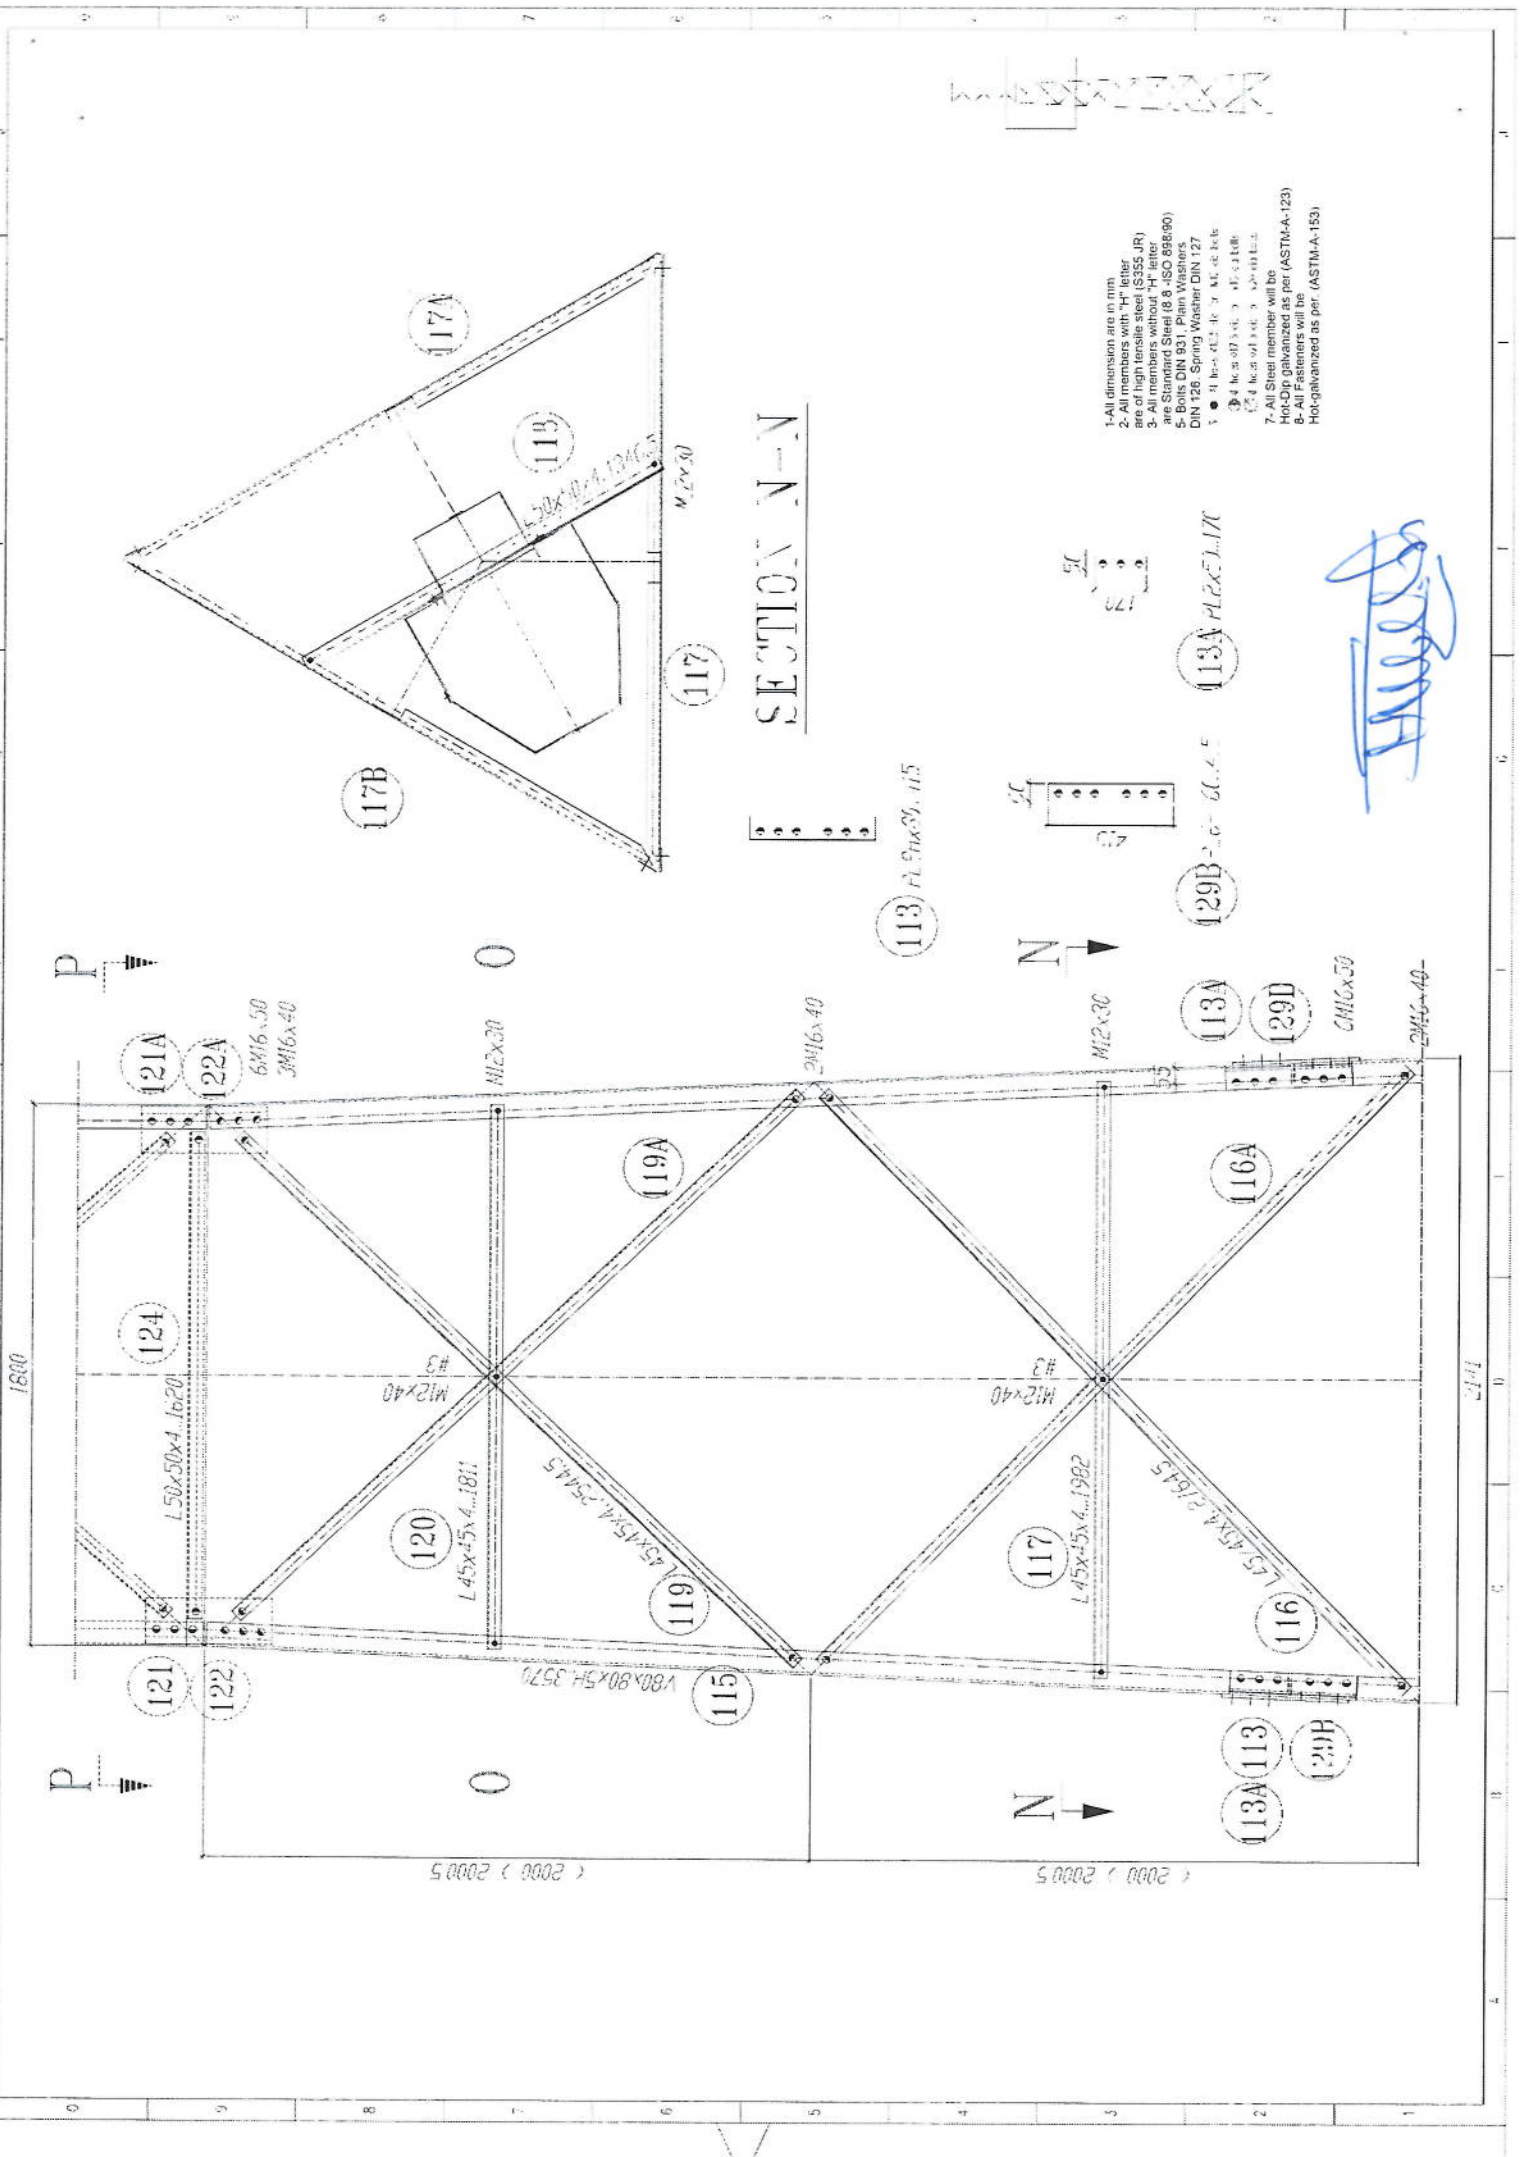 1800
P
P
124
L50x50x4..1620
121
122
121A
122A
6M16x50
3M16x40
M12x40
#3
M12x30
O
O
120
L45x45x4...1811
L45x45x4..2544.5
119
119A
V80x80x5H 3570
115
2M16x40
( 2000 ) 2000.5
( 2000 ) 2000.5
M12x40
#3
M12x30
N
N
117
L45x45x4...1982
116
116A
55
113A
113
129B
113A
6M16x50
2M16x40
2141
117A
117B
117
SECTION N-N
113
129B
50
170
113A
1-All dimension are in mm
2- All members with "H" letter
are of high tensile steel (S355 JR)
3- All members without "H" letter
are Standard Steel (8.8 -ISO 898/90)
5- Bolts DIN 931, Plain Washers
DIN 126. Spring Washer DIN 127
7- All Steel member will be
Hot-Dip galvanized as per (ASTM-A-123)
8- All Fasteners will be
Hot-galvanized as per. (ASTM-A-153)